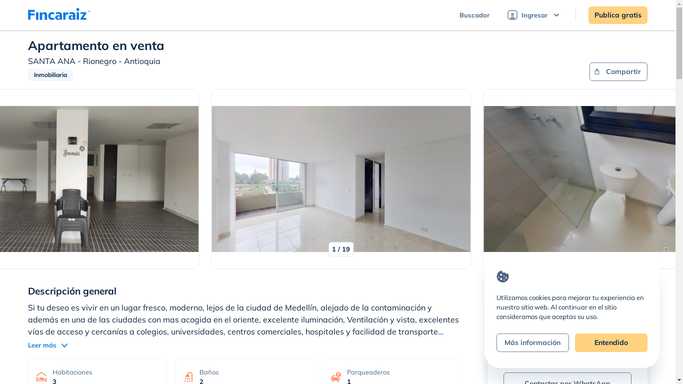 Fincaraiz
Buscador
Ingresar
Publica gratis
Apartamento en venta
SANTA ANA - Rionegro - Antioquia
Inmobiliaria
Compartir
1 / 19
Descripción general
Si tu deseo es vivir en un lugar fresco, moderno, lejos de la ciudad de Medellín, alejado de la contaminación y
además en una de las ciudades con mas acogida en el oriente, excelente iluminación, Ventilación y vista, excelentes
vías de acceso y cercanías a colegios, universidades, centros comerciales, hospitales y facilidad de transporte...
Leer más
Habitaciones
3
Baños
2
Parqueaderos
1
Utilizamos cookies para mejorar tu experiencia en
nuestro sitio web. Al continuar en el sitio
consideramos que aceptas su uso.
Más información
Entendido
Contactar por WhatsApp